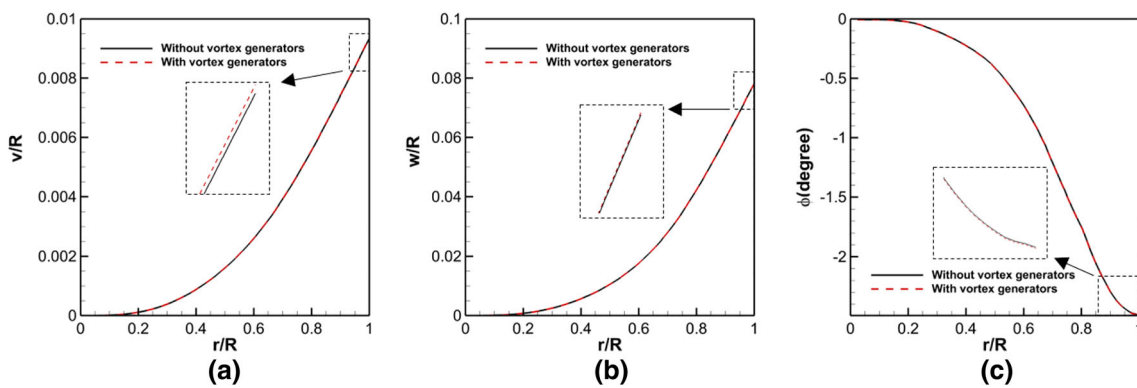 0.01
0.008
0.006
0.004
0.002
0
v/R
Without vortex generators
With vortex generators
0 0.2 0.4 0.6 0.8 1
r/R
(a)
0.1
0.08
0.06
0.04
0.02
0
w/R
Without vortex generators
With vortex generators
0 0.2 0.4 0.6 0.8 1
r/R
(b)
0
-0.5
-1
-1.5
-2
ϕ(degree)
Without vortex generators
With vortex generators
0 0.2 0.4 0.6 0.8 1
r/R
(c)